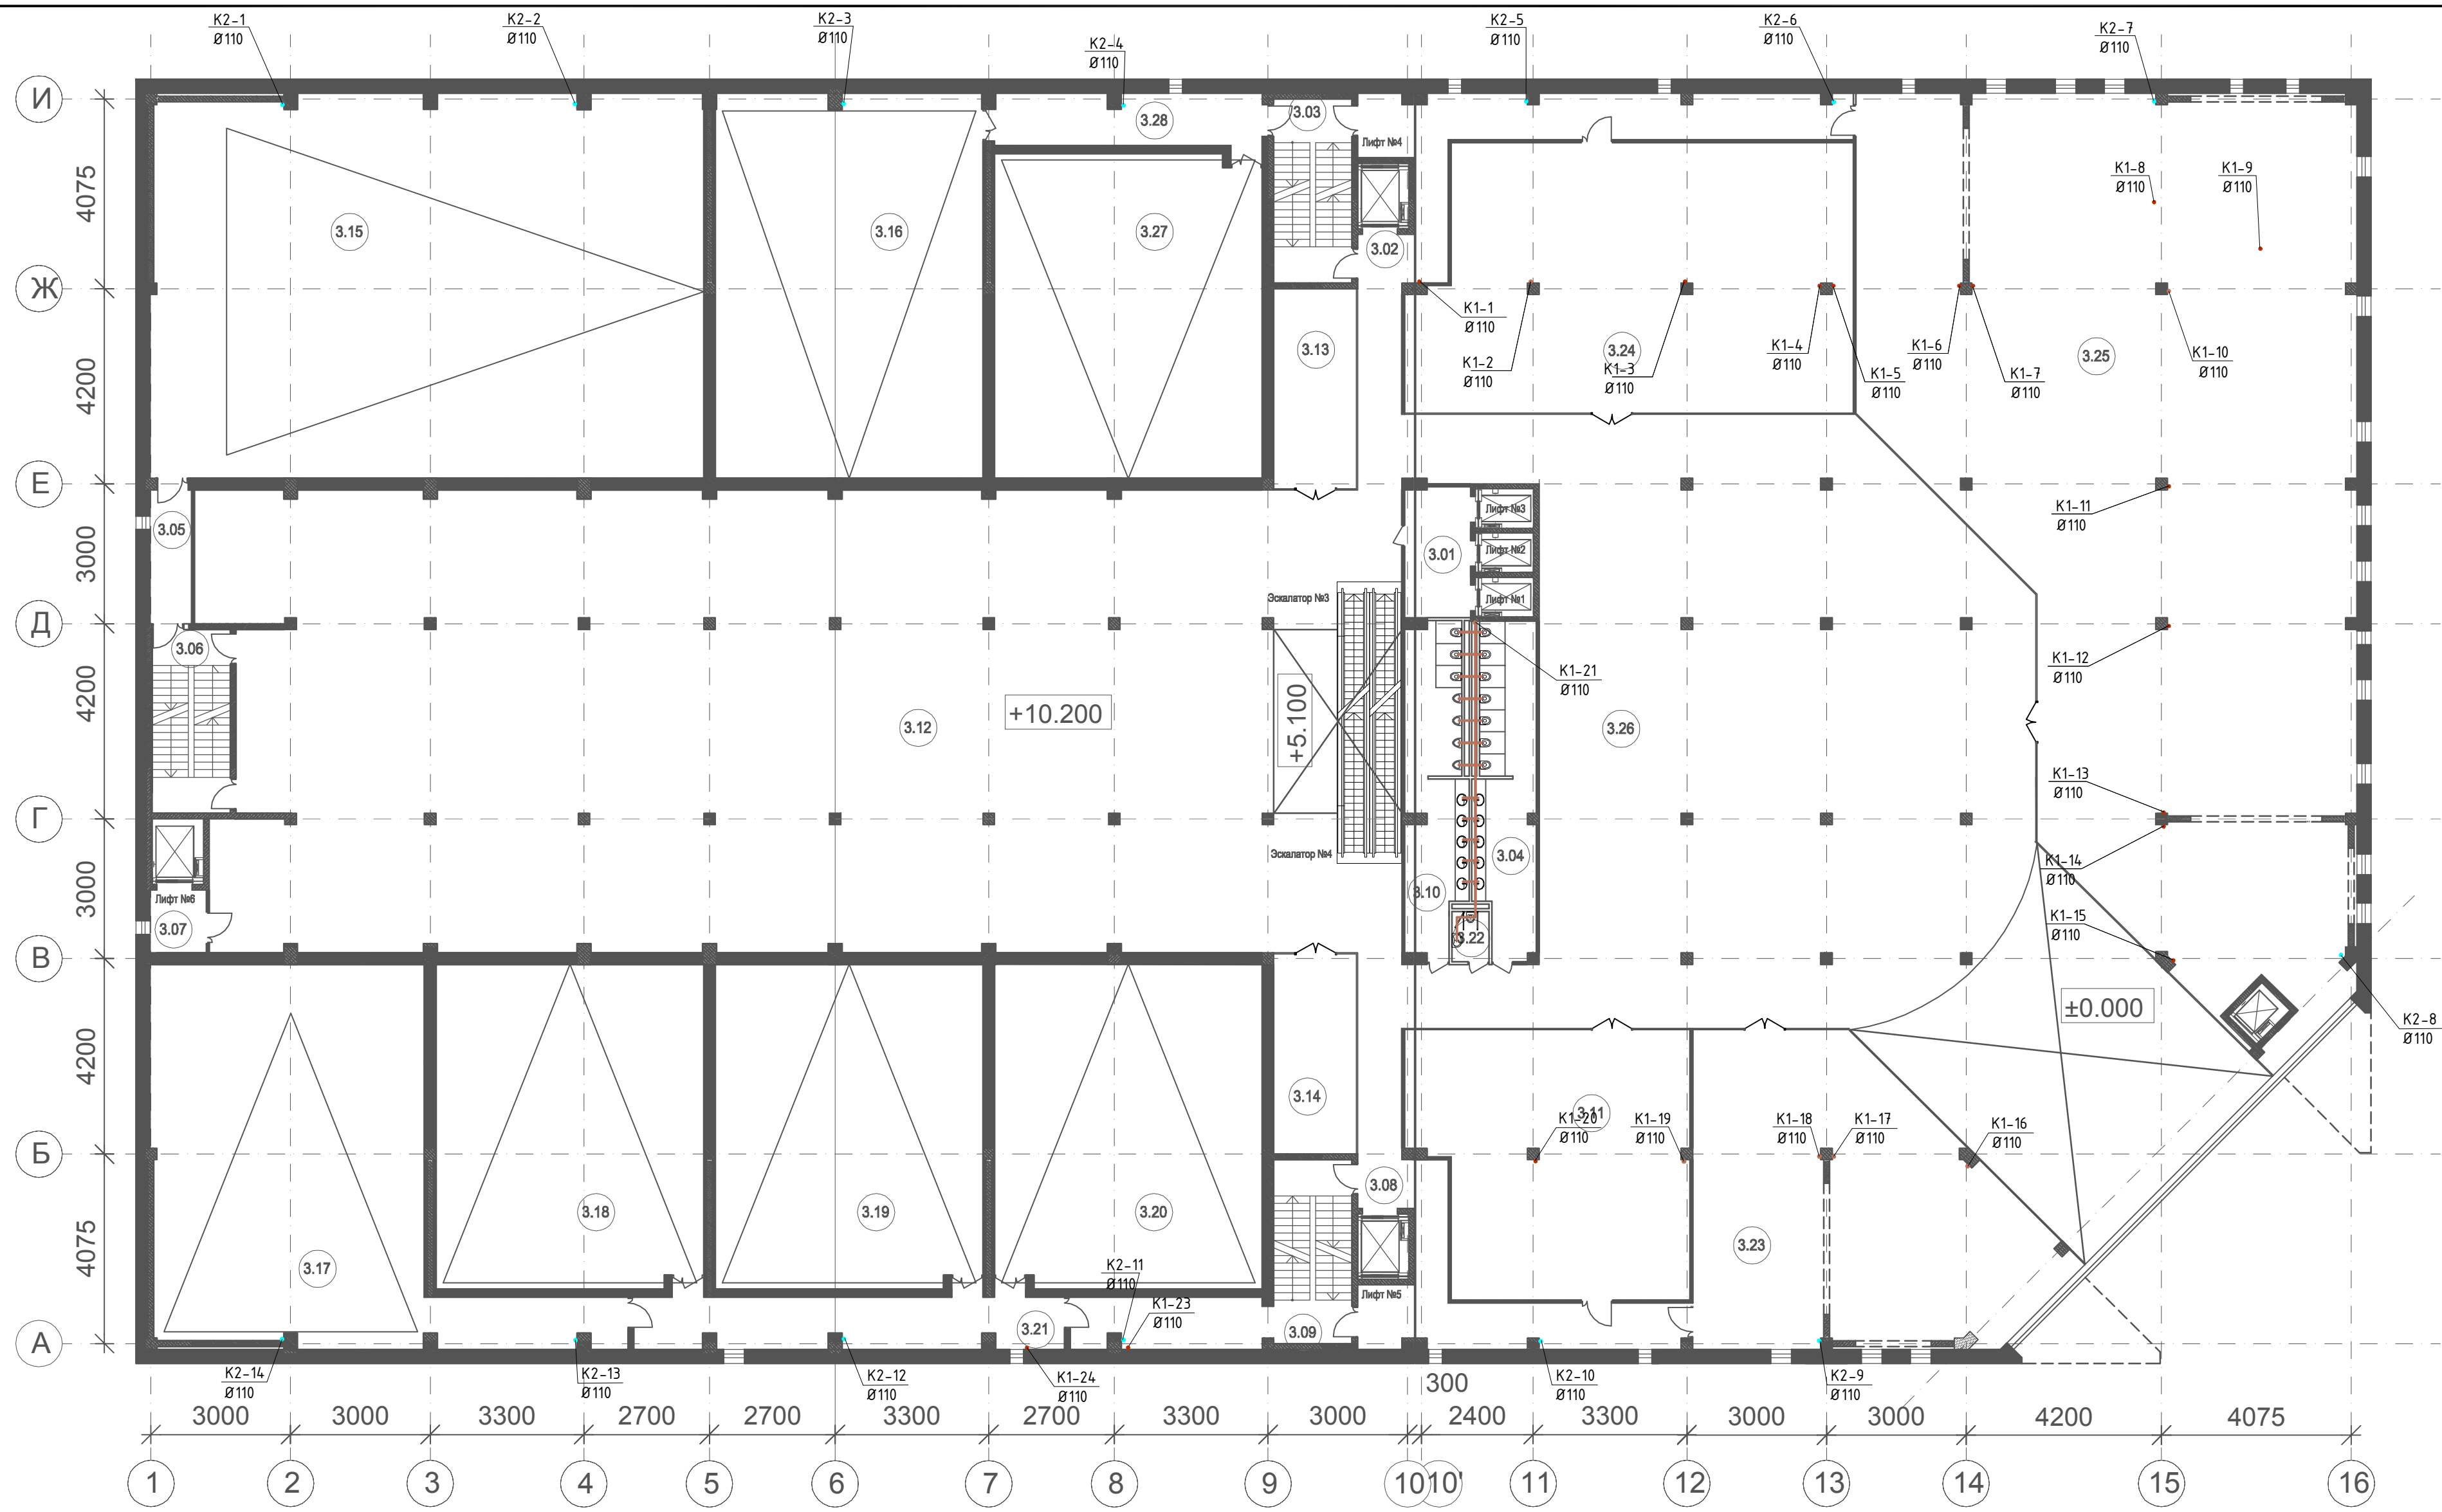 К2-1
Ø110
К2-2
Ø110
К2-3
Ø110
К2-4
Ø110
К2-5
Ø110
К2-6
Ø110
К2-7
Ø110
И
3.28
3.03
Лифт №4
4075
К1-8
Ø110
К1-9
Ø110
3.15
3.16
3.27
3.02
Ж
К1-1
Ø110
3.13
3.24
К1-2
Ø110
К1-3
Ø110
К1-4
Ø110
К1-5
Ø110
К1-6
Ø110
К1-7
Ø110
3.25
К1-10
Ø110
4200
Е
3.05
3000
Лифт №3
Лифт №2
Лифт №1
3.01
К1-11
Ø110
Эскалатор №3
Д
3.06
К1-12
Ø110
К1-21
Ø110
4200
3.12
+10.200
+5.100
3.26
К1-13
Ø110
Г
Эскалатор №4
3.04
К1-14
Ø110
3000
Лифт №6
3.07
3.10
3.22
К1-15
Ø110
В
±0.000
К2-8
Ø110
4200
3.14
3.11
К1-20
Ø110
К1-19
Ø110
К1-18
Ø110
К1-17
Ø110
К1-16
Ø110
Б
3.08
3.18
3.19
3.20
4075
3.17
3.23
К2-11
Ø110
К1-23
Ø110
Лифт №5
3.21
3.09
А
К2-14
Ø110
К2-13
Ø110
К2-12
Ø110
К1-24
Ø110
К2-10
Ø110
К2-9
Ø110
300
3000
3000
3300
2700
2700
3300
2700
3300
3000
2400
3300
3000
3000
4200
4075
1
2
3
4
5
6
7
8
9
10
10'
11
12
13
14
15
16